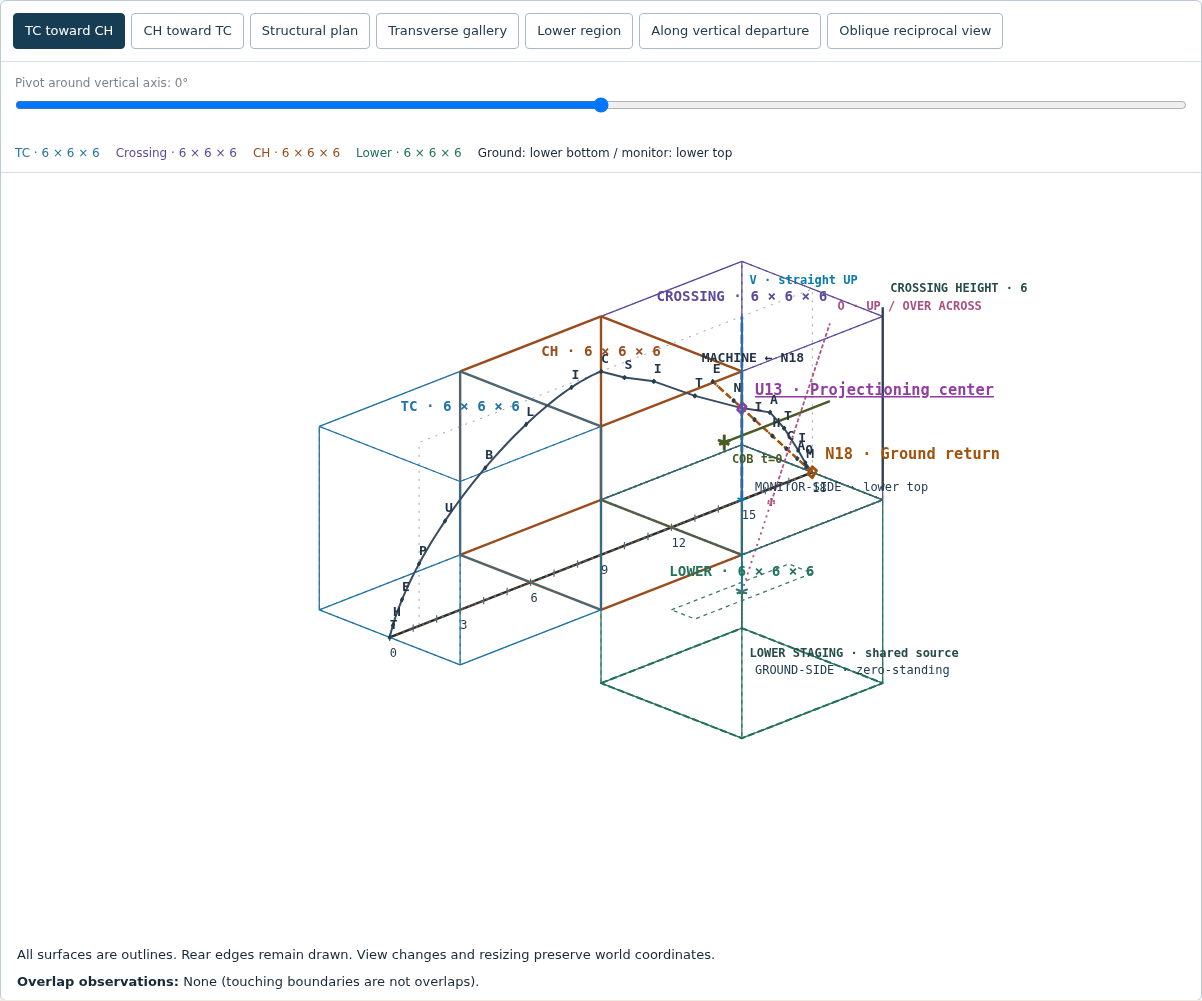 TC toward CH
CH toward TC
Structural plan
Transverse gallery
Lower region
Along vertical departure
Oblique reciprocal view
Pivot around vertical axis: 0°
TC · 6 × 6 × 6 Crossing · 6 × 6 × 6 CH · 6 × 6 × 6 Lower · 6 × 6 × 6 Ground: lower bottom / monitor: lower top
V · straight UP
CROSSING HEIGHT · 6
CROSSING · 6 × 6 × 6
O · UP / OVER ACROSS
CH · 6 × 6 × 6
MACHINE ← N18
C
S
I
E
I
T
N
U13 · Projectioning center
TC · 6 × 6 × 6
I
A
L
T
H
C
I
A
O
M
N18 · Ground return
B
COB t=0
MONITOR-SIDE · lower top
18
U
15
P
12
9
LOWER · 6 × 6 × 6
E
6
H
T
3
0
LOWER STAGING · shared source
GROUND-SIDE · zero-standing
All surfaces are outlines. Rear edges remain drawn. View changes and resizing preserve world coordinates.
Overlap observations: None (touching boundaries are not overlaps).